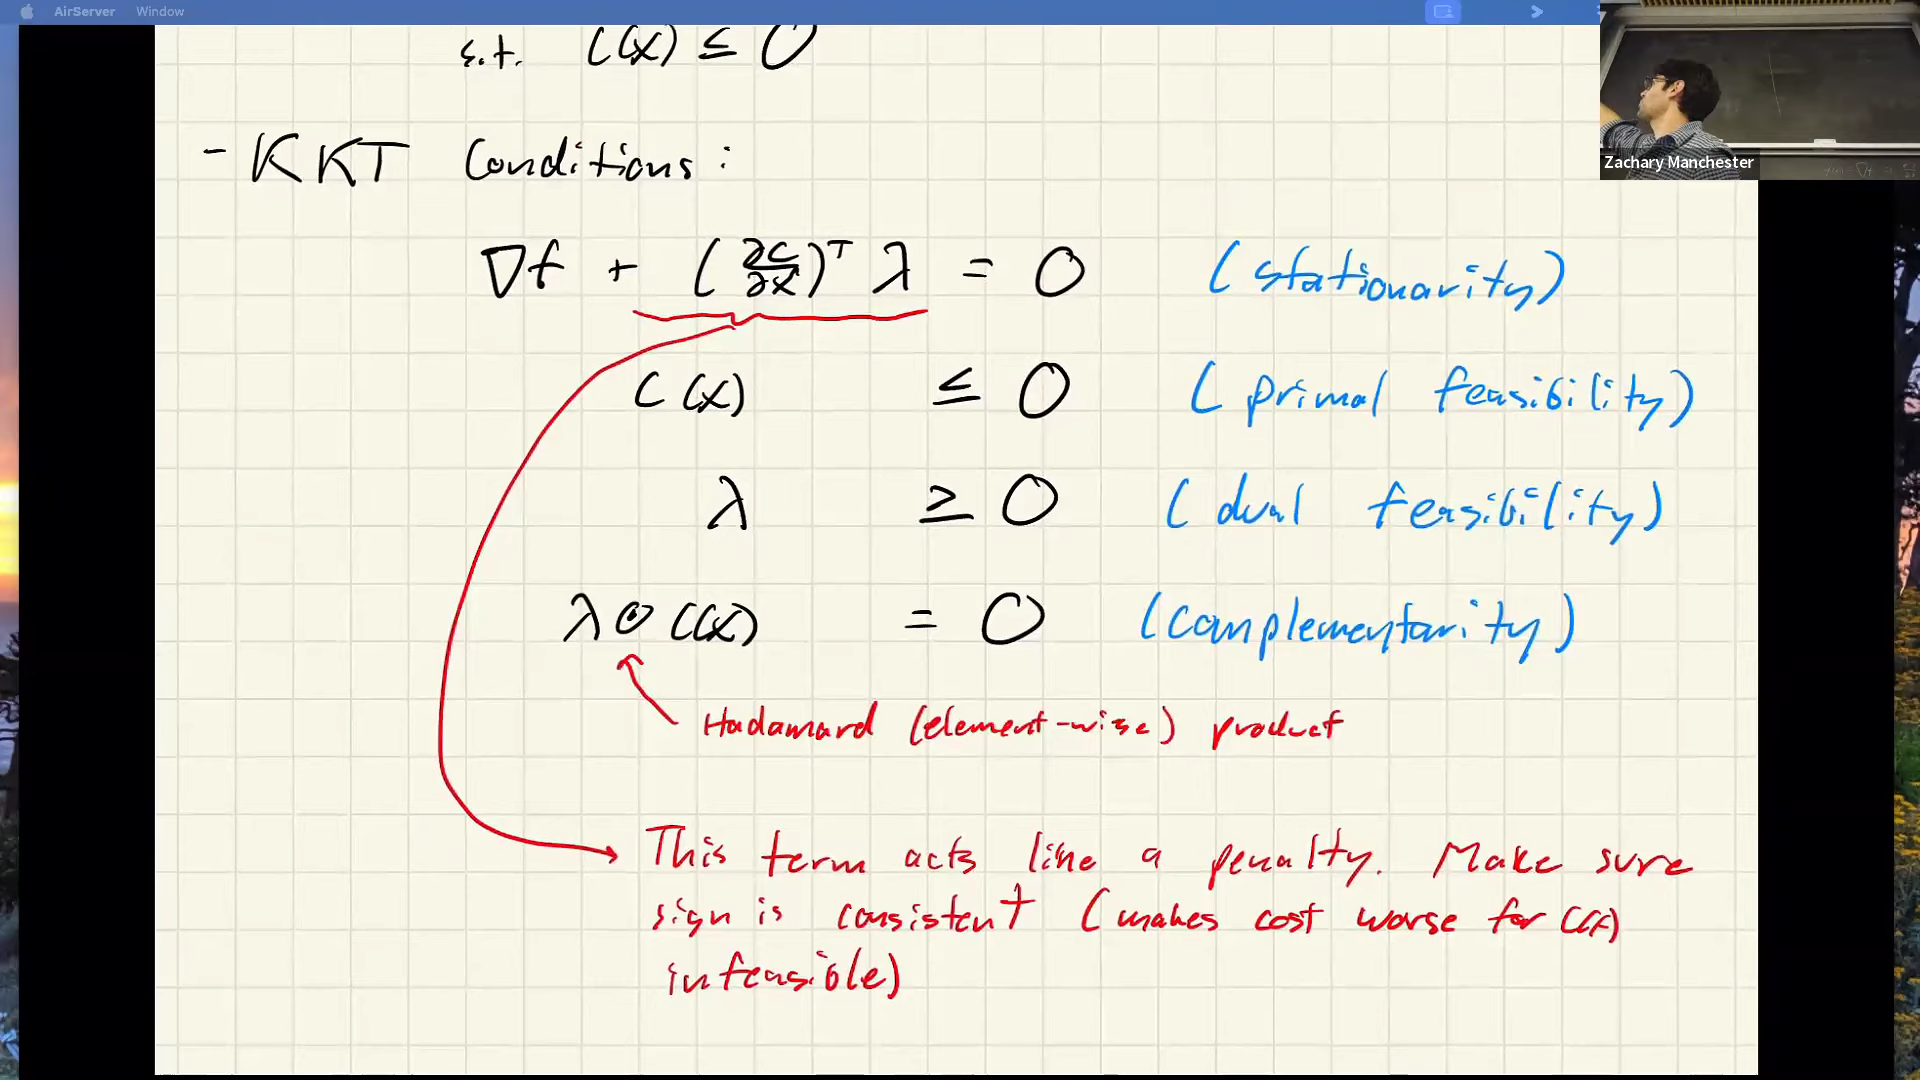 AirServer Window
s.t. C(x) ≤ 0
Zachary Manchester
- KKT Conditions:
∇f + (∂C/∂x)ᵀ λ = 0 (stationarity)
C(x) ≤ 0 (primal feasibility)
λ ≥ 0 (dual feasibility)
λ ⊙ C(x) = 0 (complementarity)
Hadamard (element-wise) product
This term acts like a penalty. Make sure
sign is consistent (makes cost worse for C(x)
infeasible)